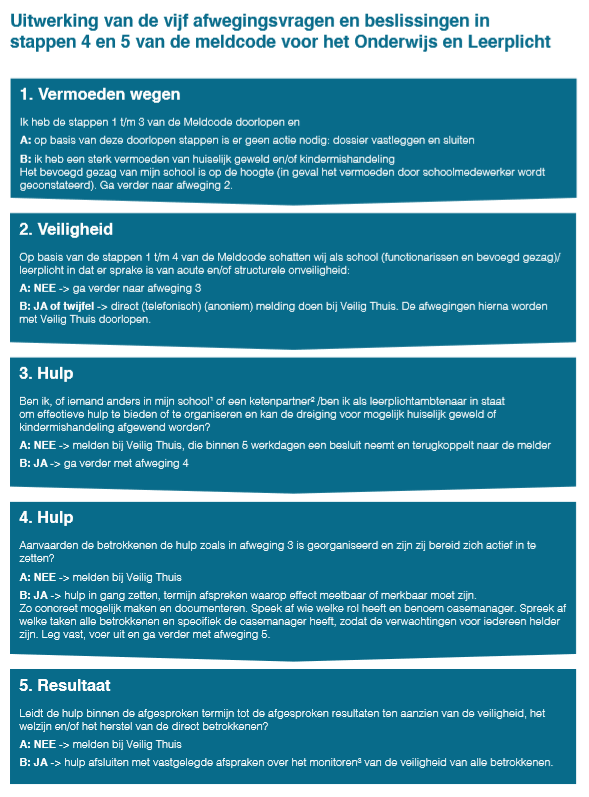 Uitwerking van de vijf afwegingsvragen en beslissingen in
stappen 4 en 5 van de meldcode voor het Onderwijs en Leerplicht
1. Vermoeden wegen
Ik heb de stappen 1 t/m 3 van de Meldcode doorlopen en
A: op basis van deze doorlopen stappen is er geen actie nodig: dossier vastleggen en sluiten
B: ik heb een sterk vermoeden van huiselijk geweld en/of kindermishandeling
Het bevoegd gezag van mijn school is op de hoogte (in geval het vermoeden door schoolmedewerker wordt
geconstateerd). Ga verder naar afweging 2.
2. Veiligheid
Op basis van de stappen 1 t/m 4 van de Meldcode schatten wij als school (functionarissen en bevoegd gezag)/
leerplicht in dat er sprake is van acute en/of structurele onveiligheid:
A: NEE -> ga verder naar afweging 3
B: JA of twijfel -> direct (telefonisch) (anoniem) melding doen bij Veilig Thuis. De afwegingen hierna worden
met Veilig Thuis doorlopen.
3. Hulp
Ben ik, of iemand anders in mijn school¹ of een ketenpartner² /ben ik als leerplichtambtenaar in staat
om effectieve hulp te bieden of te organiseren en kan de dreiging voor mogelijk huiselijk geweld of
kindermishandeling afgewend worden?
A: NEE -> melden bij Veilig Thuis, die binnen 5 werkdagen een besluit neemt en terugkoppelt naar de melder
B: JA -> ga verder met afweging 4
4. Hulp
Aanvaarden de betrokkenen de hulp zoals in afweging 3 is georganiseerd en zijn zij bereid zich actief in te
zetten?
A: NEE -> melden bij Veilig Thuis
B: JA -> hulp in gang zetten, termijn afspreken waarop effect meetbaar of merkbaar moet zijn.
Zo concreet mogelijk maken en documenteren. Speek af wie welke rol heeft en benoem casemanager. Spreek af
welke taken alle betrokkenen en specifiek de casemanager heeft, zodat de verwachtingen voor iedereen helder
zijn. Leg vast, voer uit en ga verder met afweging 5.
5. Resultaat
Leidt de hulp binnen de afgesproken termijn tot de afgesproken resultaten ten aanzien van de veiligheid, het
welzijn en/of het herstel van de direct betrokkenen?
A: NEE -> melden bij Veilig Thuis
B: JA -> hulp afsluiten met vastgelegde afspraken over het monitoren³ van de veiligheid van alle betrokkenen.